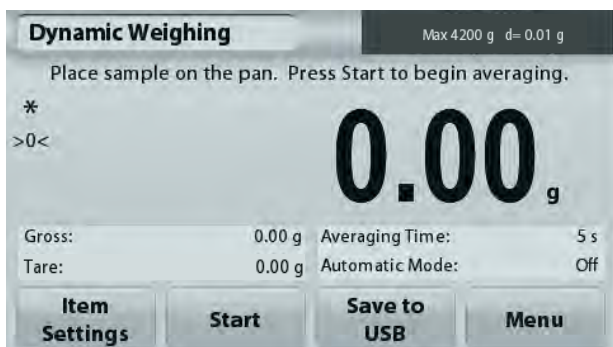 Dynamic Weighing
Max 4200 g d= 0.01 g
Place sample on the pan. Press Start to begin averaging.
*
>0<
0.00 g
Gross: 0.00 g Averaging Time: 5 s
Tare: 0.00 g Automatic Mode: Off
Item Settings
Start
Save to USB
Menu